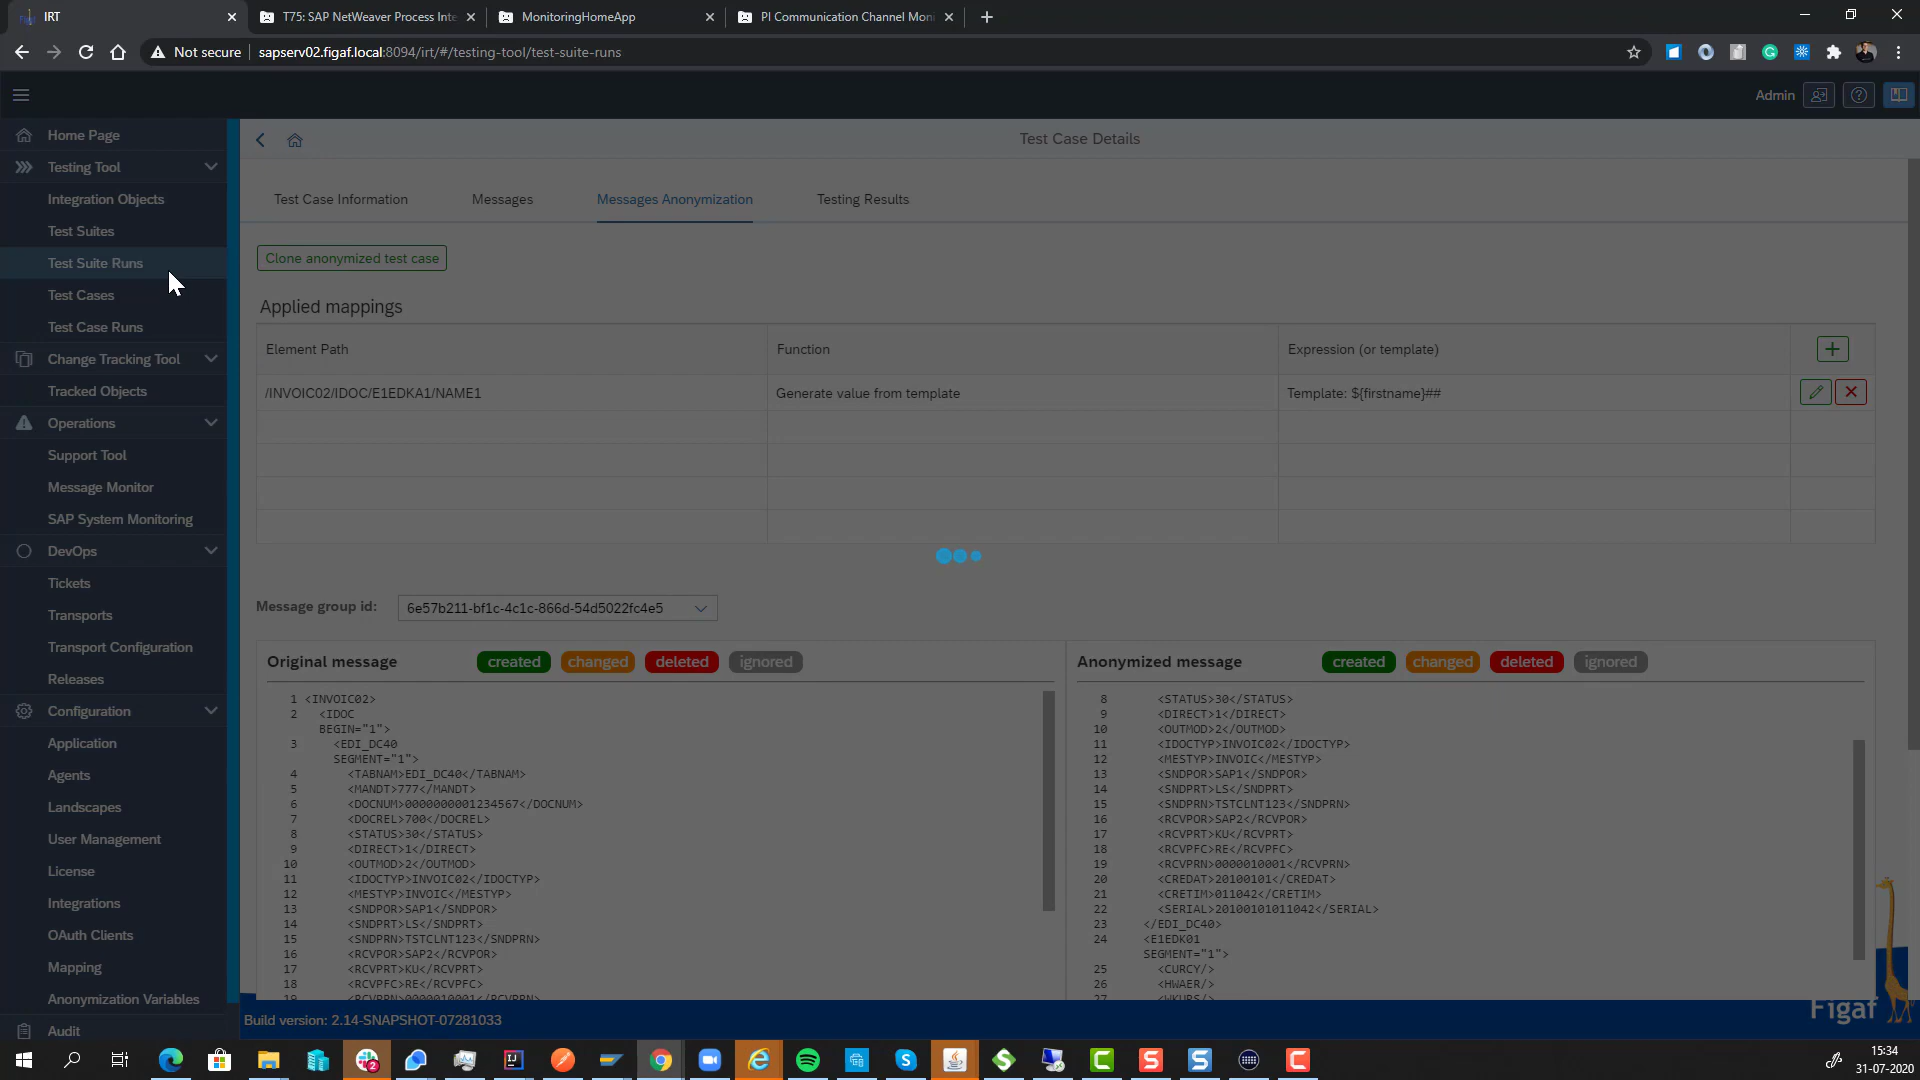 IRT
T75: SAP NetWeaver Process Inte
MonitoringHomeApp
PI Communication Channel Moni
Not secure
sapserv02.figaf.local:8094/irt/#/testing-tool/test-suite-runs
Admin
Home Page
Testing Tool
Integration Objects
Test Suites
Test Suite Runs
Test Cases
Test Case Runs
Change Tracking Tool
Tracked Objects
Operations
Support Tool
Message Monitor
SAP System Monitoring
DevOps
Tickets
Transports
Transport Configuration
Releases
Configuration
Application
Agents
Landscapes
User Management
License
Integrations
OAuth Clients
Mapping
Anonymization Variables
Audit
Test Case Details
Test Case Information
Messages
Messages Anonymization
Testing Results
Clone anonymized test case
Applied mappings
Element Path
Function
Expression (or template)
/INVOIC02/IDOC/E1EDKA1/NAME1
Generate value from template
Template: ${firstname}##
Message group id:
6e57b211-bf1c-4c1c-866d-54d5022fc4e5
Original message
created
changed
deleted
ignored
1 <INVOIC02>
2 <IDOC
BEGIN="1">
3 <EDI_DC40
SEGMENT="1">
4 <TABNAM>EDI_DC40</TABNAM>
5 <MANDT>777</MANDT>
6 <DOCNUM>0000000001234567</DOCNUM>
7 <DOCREL>700</DOCREL>
8 <STATUS>30</STATUS>
9 <DIRECT>1</DIRECT>
10 <OUTMOD>2</OUTMOD>
11 <IDOCTYP>INVOIC02</IDOCTYP>
12 <MESTYP>INVOIC</MESTYP>
13 <SNDPOR>SAP1</SNDPOR>
14 <SNDPRT>LS</SNDPRT>
15 <SNDPRN>TSTCLNT123</SNDPRN>
16 <RCVPOR>SAP2</RCVPOR>
17 <RCVPRT>KU</RCVPRT>
18 <RCVPFC>RE</RCVPFC>
19 <RCVPRN>0000010001</RCVPRN>
Anonymized message
created
changed
deleted
ignored
8 <STATUS>30</STATUS>
9 <DIRECT>1</DIRECT>
10 <OUTMOD>2</OUTMOD>
11 <IDOCTYP>INVOIC02</IDOCTYP>
12 <MESTYP>INVOIC</MESTYP>
13 <SNDPOR>SAP1</SNDPOR>
14 <SNDPRT>LS</SNDPRT>
15 <SNDPRN>TSTCLNT123</SNDPRN>
16 <RCVPOR>SAP2</RCVPOR>
17 <RCVPRT>KU</RCVPRT>
18 <RCVPFC>RE</RCVPFC>
19 <RCVPRN>0000010001</RCVPRN>
20 <CREDAT>20100101</CREDAT>
21 <CRETIM>011042</CRETIM>
22 <SERIAL>20100101011042</SERIAL>
23 </EDI_DC40>
24 <E1EDK01
SEGMENT="1">
25 <CURCY/>
26 <HWAER/>
27 <WKURS/>
Figaf
Build version: 2.14-SNAPSHOT-07281033
15:34
31-07-2020